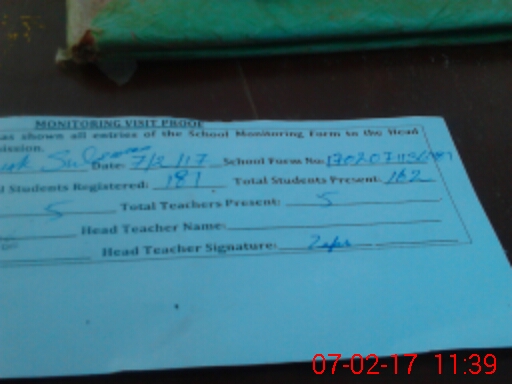 MONITORING VISIT PROOF
has shown all entries of the School Monitoring Form to the Head
ission.
Date: 7/2/17 School Form No:
l Students Registered: 181 Total Students Present: 162
5 Total Teachers Present: 5
Head Teacher Name:
Head Teacher Signature:
07-02-17 11:39